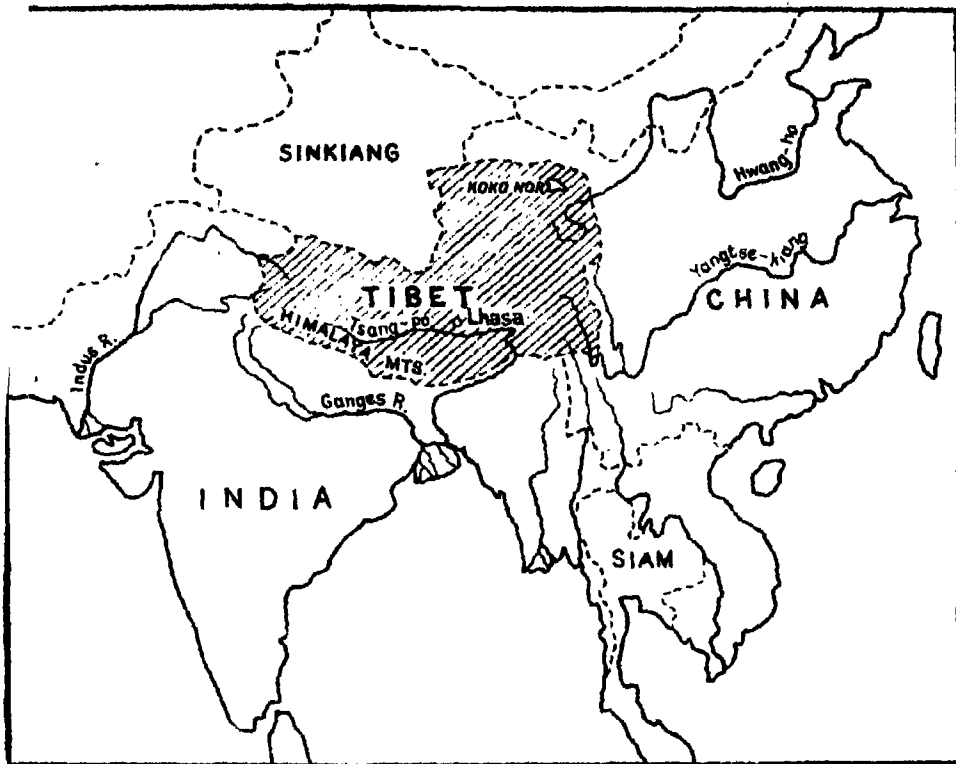 SINKIANG
Hwang-ho
KOKO NOR
Yangtse-kiang
TIBET
CHINA
Tsang-po
Lhasa
HIMALAYA MTS.
Indus R.
Ganges R.
INDIA
SIAM